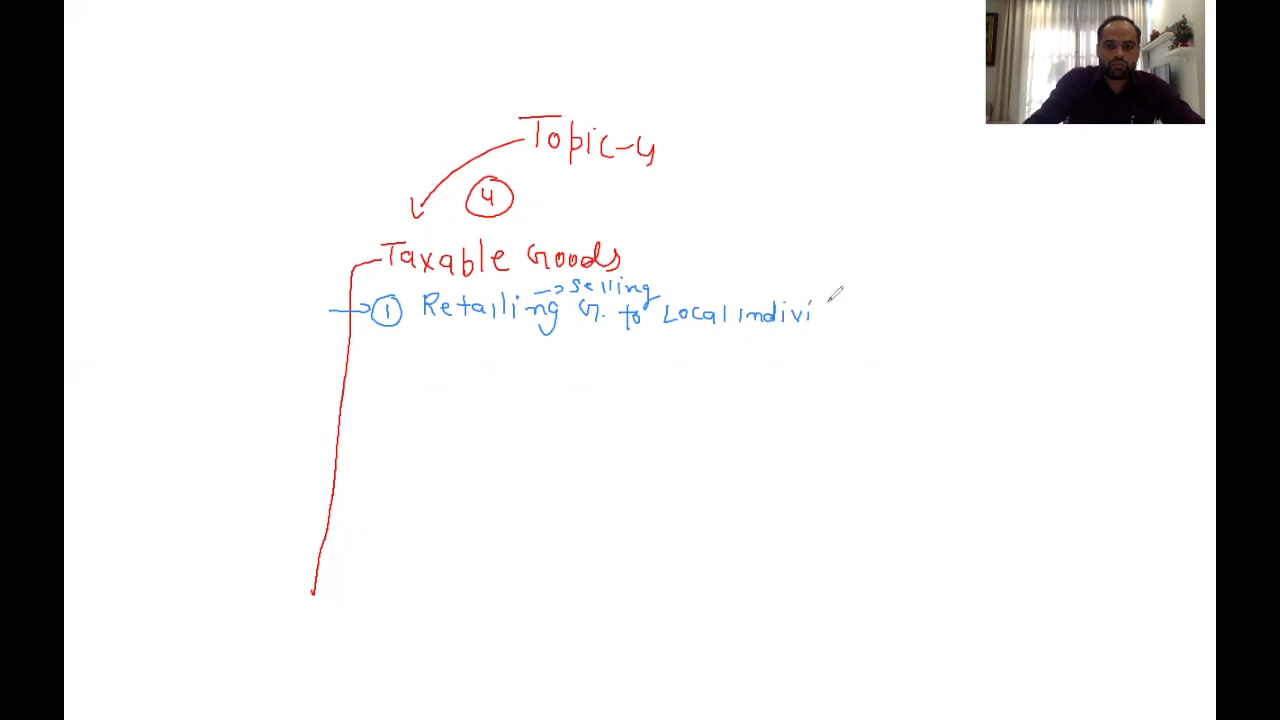 Topic-4
4
Taxable Goods
→ selling
→ 1 Retailing G. to Local indivi